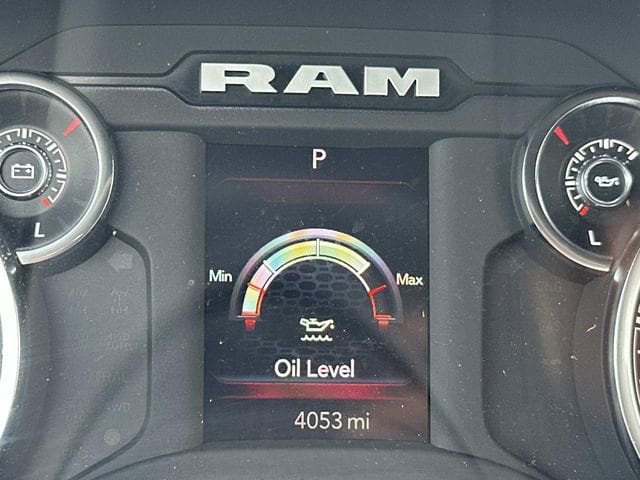 RAM
P
Min
Max
L
L
Oil Level
4053 mi